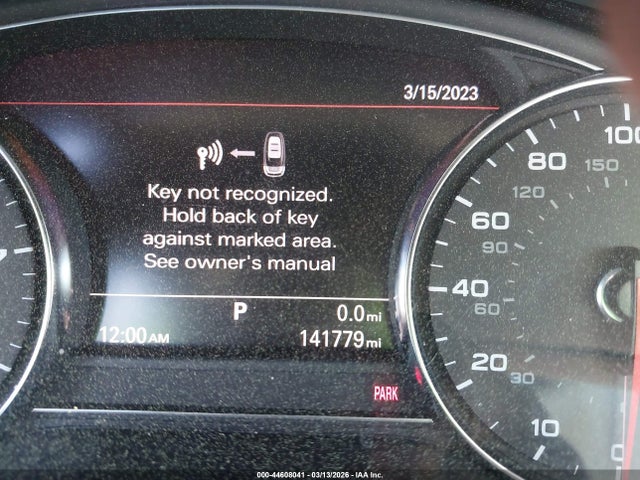 3/15/2023
Key not recognized.
Hold back of key
against marked area.
See owner's manual
P 0.0mi
12:00AM 141779mi
PARK
100
80 150
120
60
90
40
60
20
30
10
0
000-44608041 - 03/13/2026 - IAA Inc.